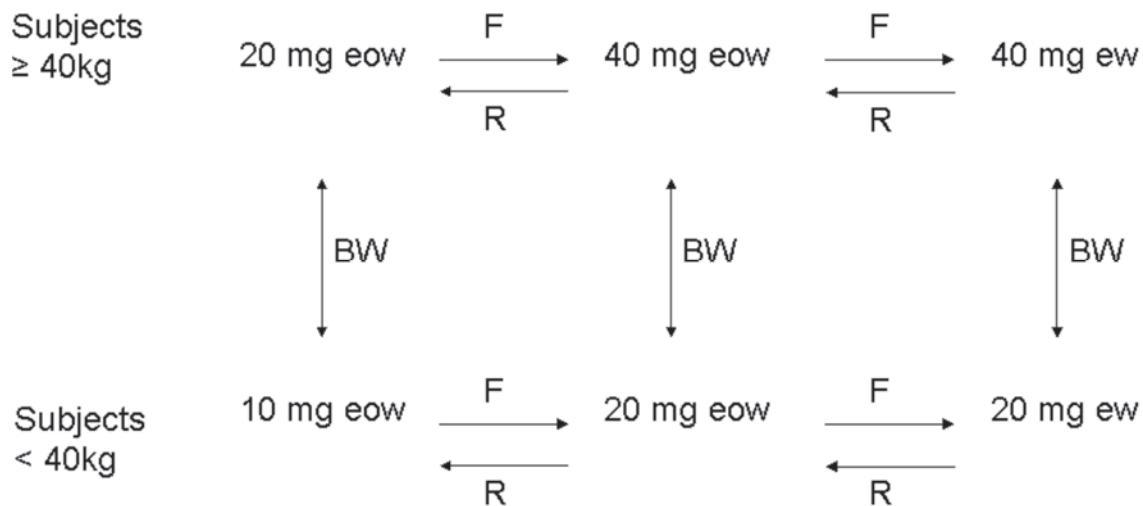 Subjects
≥ 40kg
20 mg eow
F
R
40 mg eow
F
R
40 mg ew
BW
BW
BW
Subjects
< 40kg
10 mg eow
F
R
20 mg eow
F
R
20 mg ew